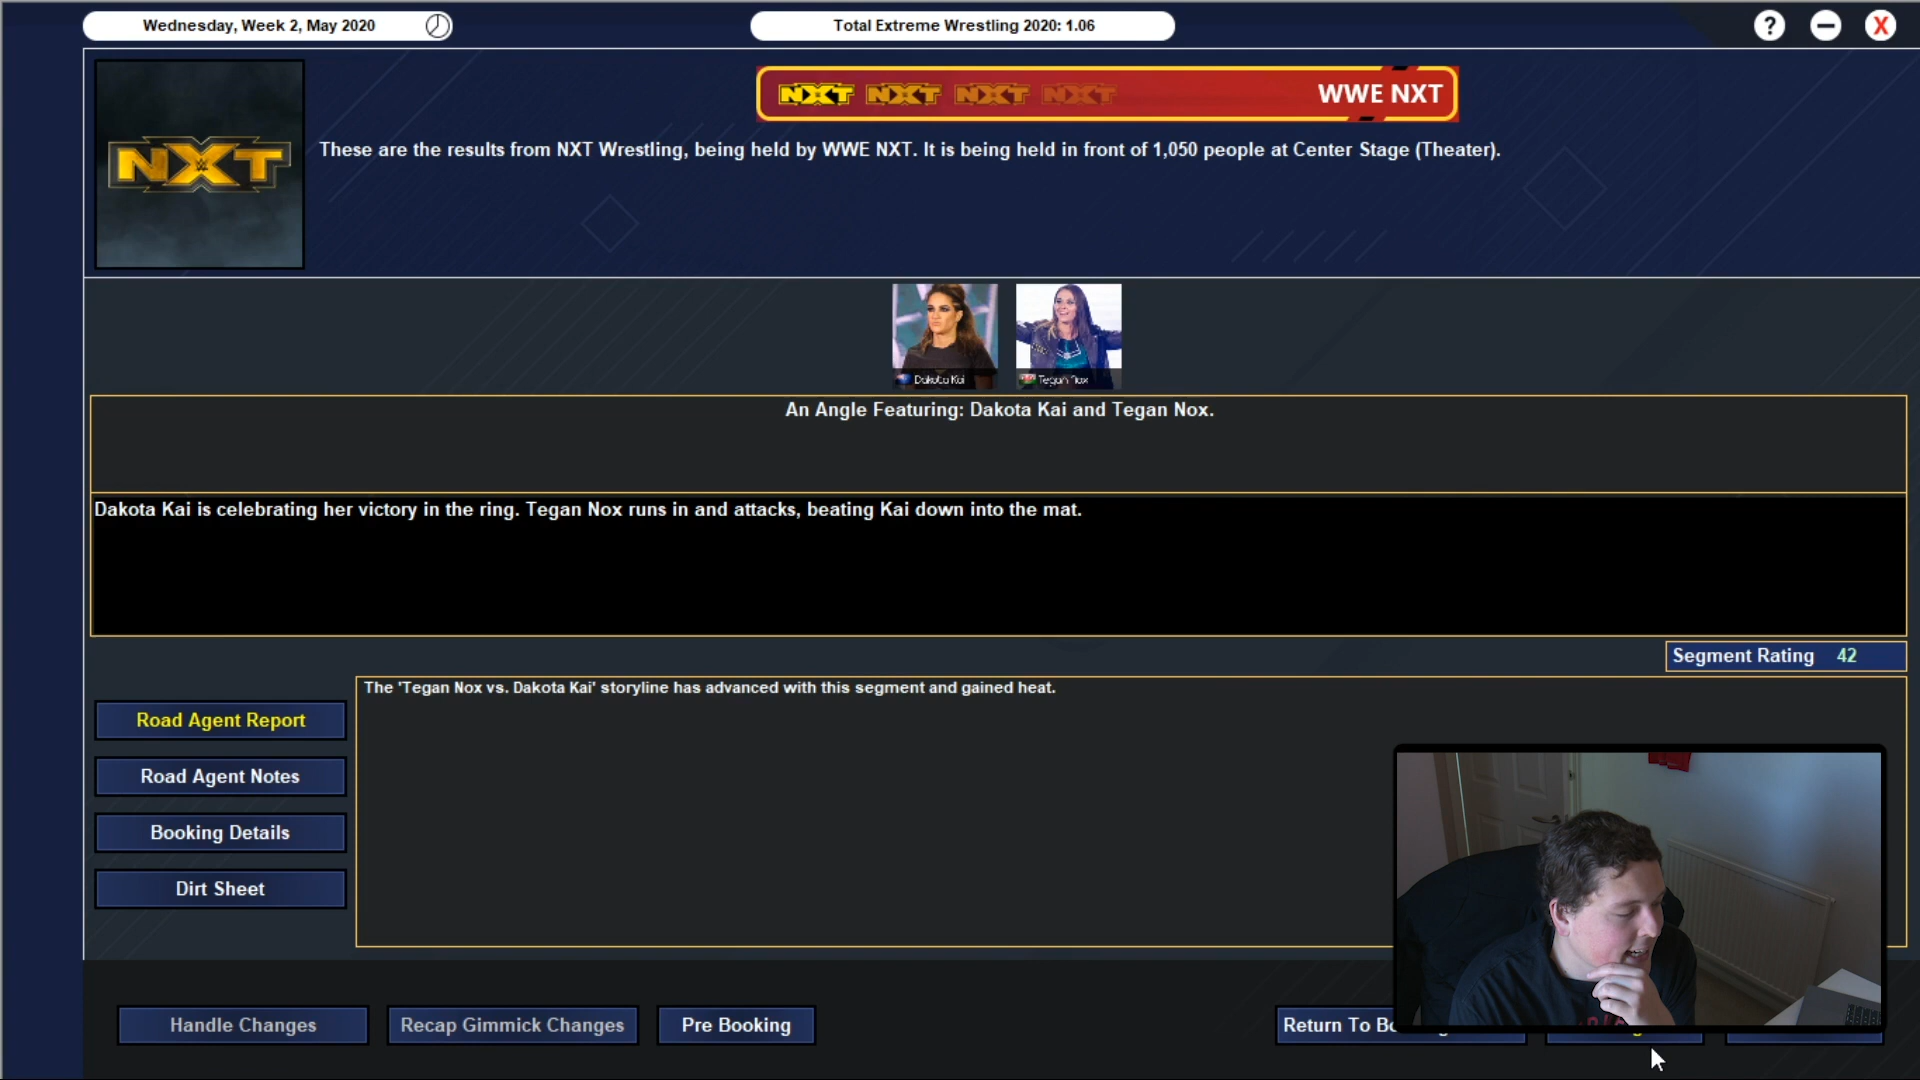 Wednesday, Week 2, May 2020
Total Extreme Wrestling 2020: 1.06
?
X
NXT
NXT NXT NXT NXT
WWE NXT
These are the results from NXT Wrestling, being held by WWE NXT. It is being held in front of 1,050 people at Center Stage (Theater).
Dakota Kai
Tegan Nox
An Angle Featuring: Dakota Kai and Tegan Nox.
Dakota Kai is celebrating her victory in the ring. Tegan Nox runs in and attacks, beating Kai down into the mat.
Segment Rating 42
The 'Tegan Nox vs. Dakota Kai' storyline has advanced with this segment and gained heat.
Road Agent Report
Road Agent Notes
Booking Details
Dirt Sheet
Handle Changes
Recap Gimmick Changes
Pre Booking
Return To